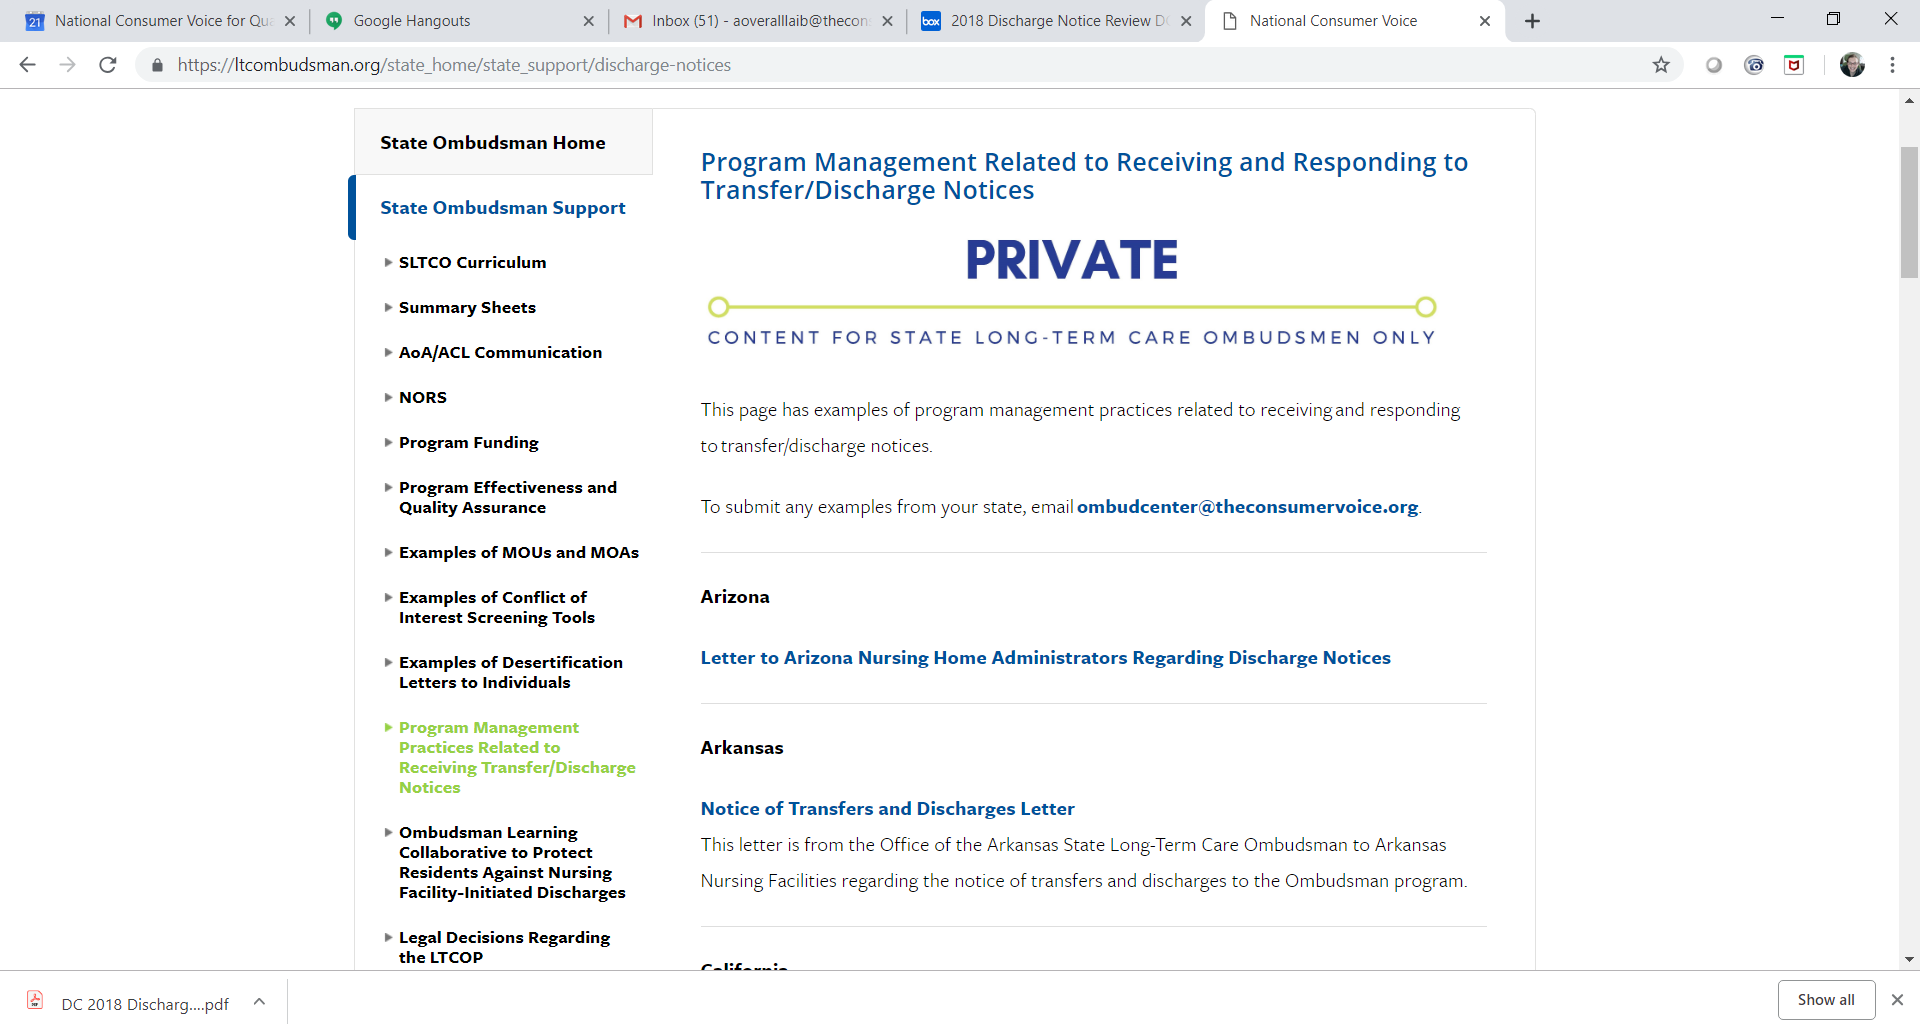 National Consumer Voice for Qu
Google Hangouts
Inbox (51) - aoveralllaib@thecon
2018 Discharge Notice Review D
National Consumer Voice
https://ltcombudsman.org/state_home/state_support/discharge-notices
State Ombudsman Home
State Ombudsman Support
SLTCO Curriculum
Summary Sheets
AoA/ACL Communication
NORS
Program Funding
Program Effectiveness and
Quality Assurance
Examples of MOUs and MOAs
Examples of Conflict of
Interest Screening Tools
Examples of Desertification
Letters to Individuals
Program Management
Practices Related to
Receiving Transfer/Discharge
Notices
Ombudsman Learning
Collaborative to Protect
Residents Against Nursing
Facility-Initiated Discharges
Legal Decisions Regarding
the LTCOP
Program Management Related to Receiving and Responding to
Transfer/Discharge Notices
PRIVATE
CONTENT FOR STATE LONG-TERM CARE OMBUDSMEN ONLY
This page has examples of program management practices related to receiving and responding
to transfer/discharge notices.
To submit any examples from your state, email ombudcenter@theconsumervoice.org.
Arizona
Letter to Arizona Nursing Home Administrators Regarding Discharge Notices
Arkansas
Notice of Transfers and Discharges Letter
This letter is from the Office of the Arkansas State Long-Term Care Ombudsman to Arkansas
Nursing Facilities regarding the notice of transfers and discharges to the Ombudsman program.
California
DC 2018 Discharg....pdf
Show all